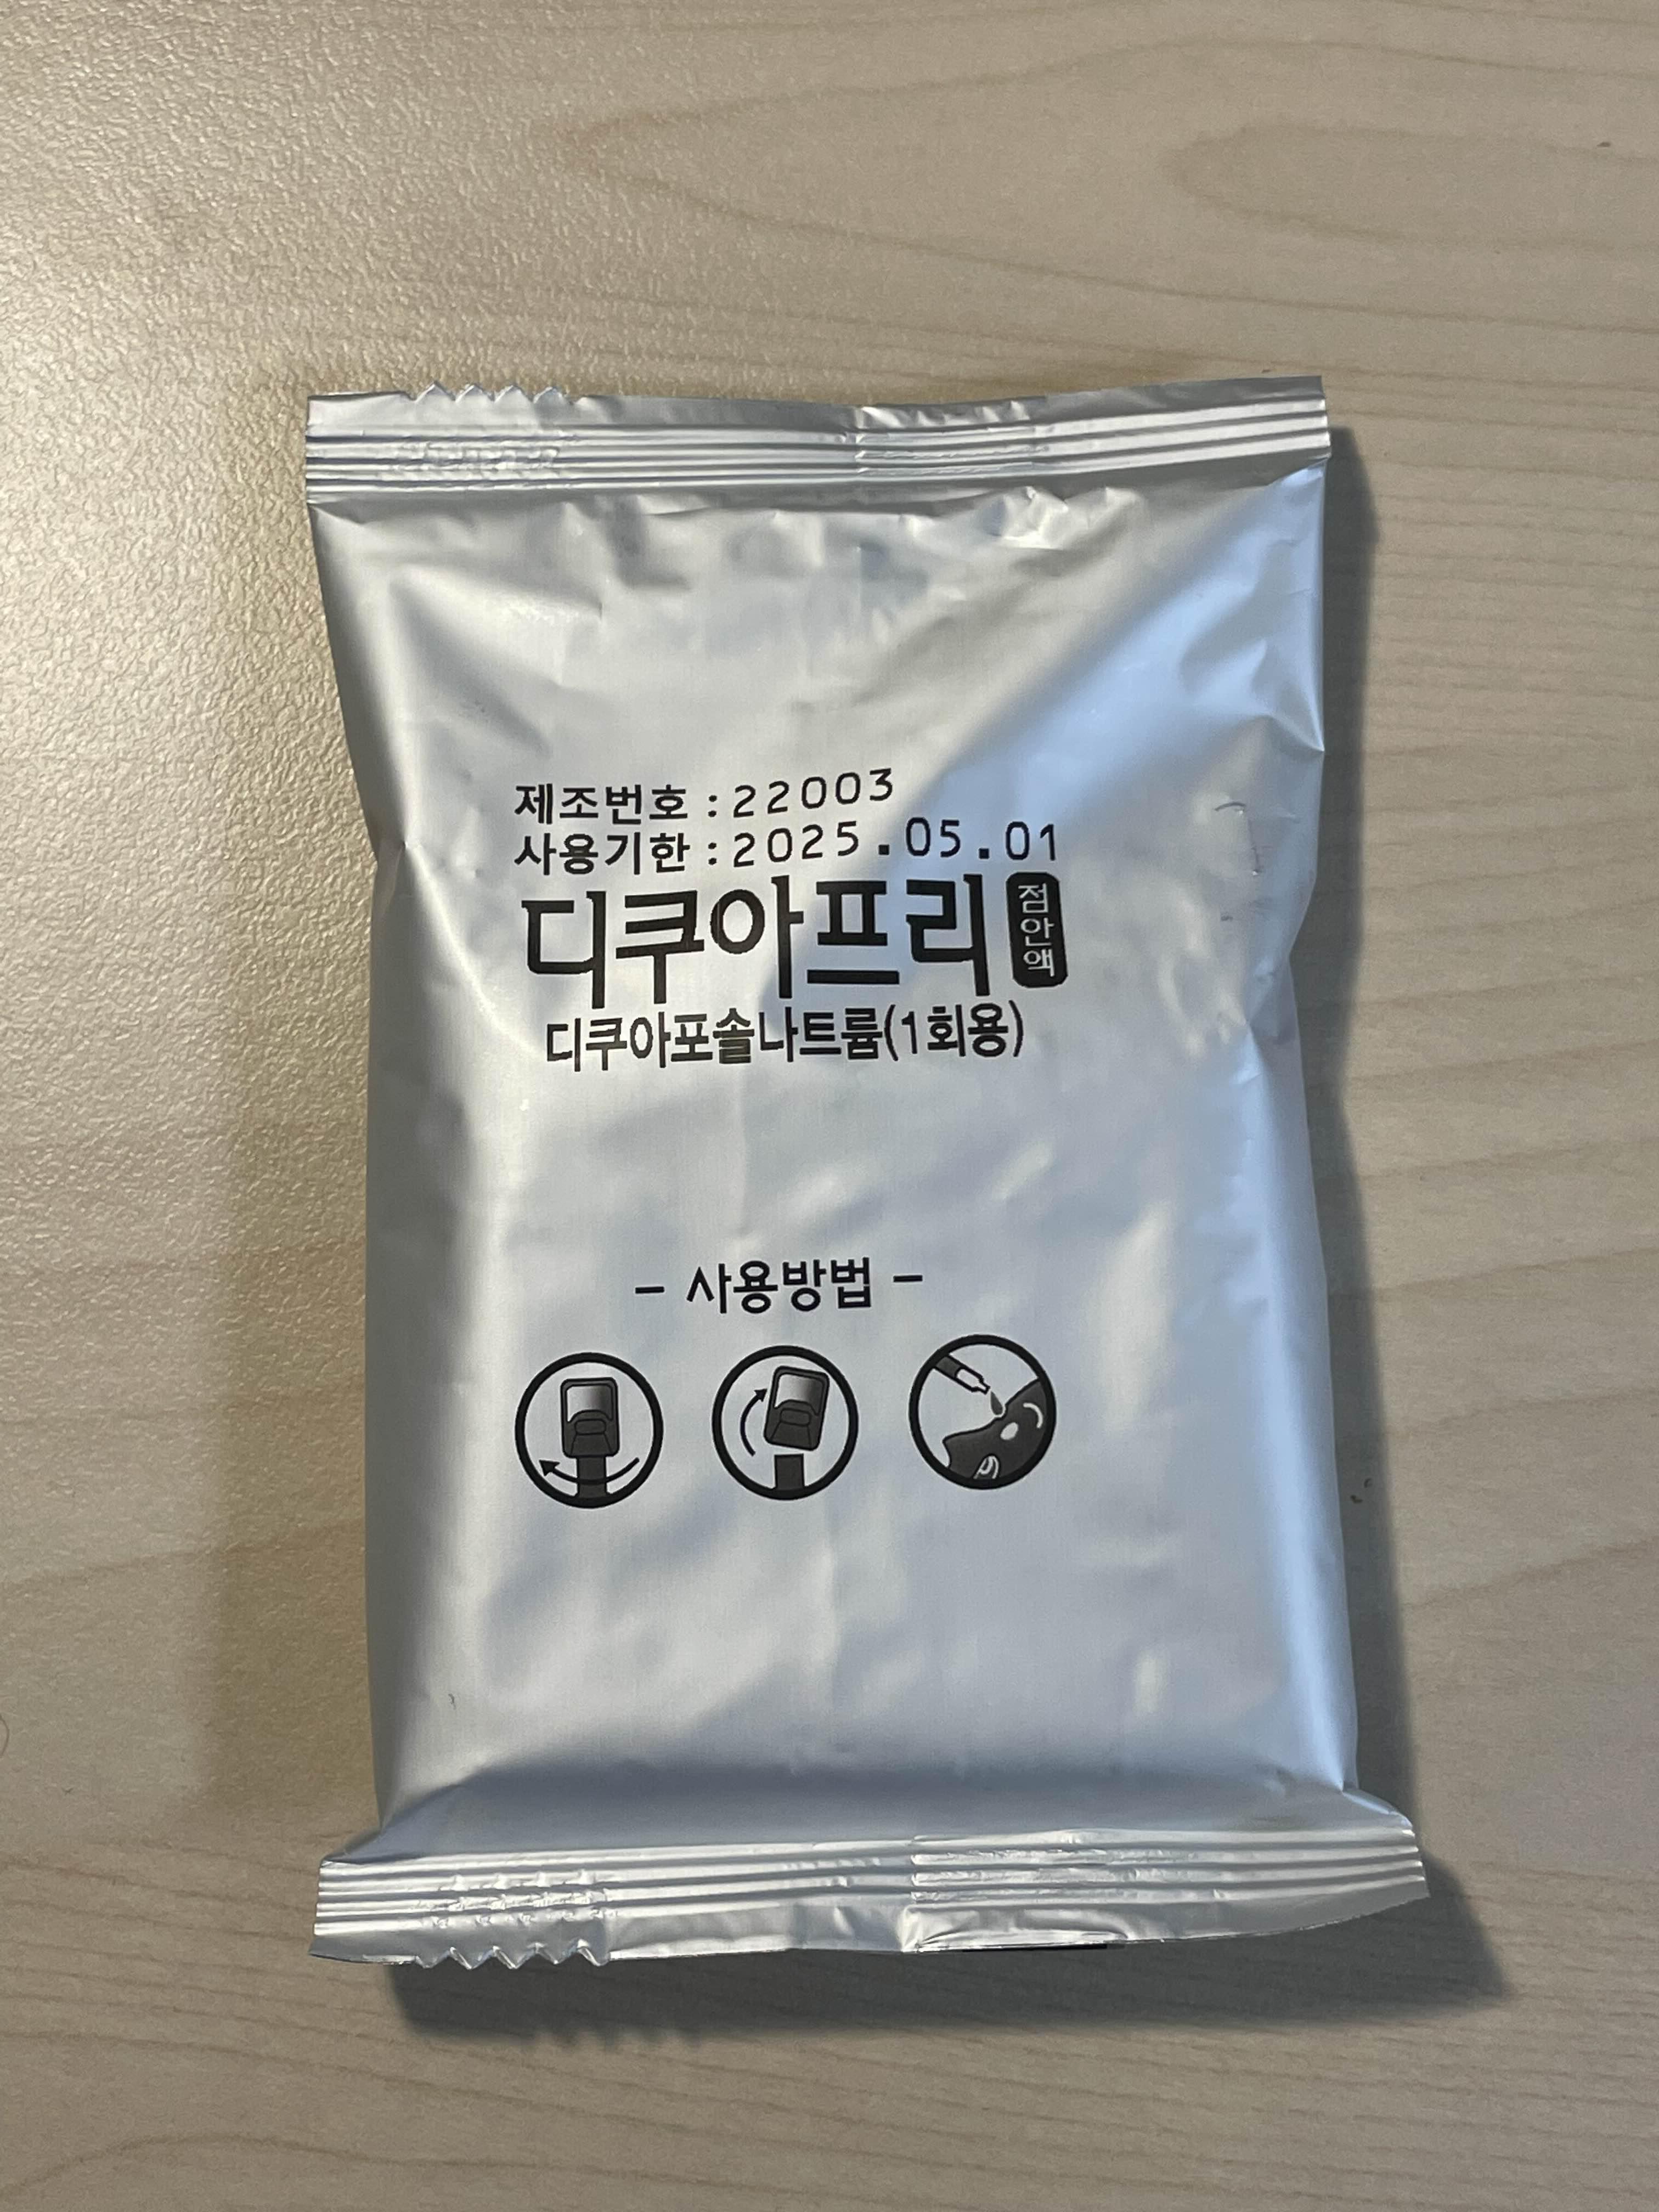 제조번호 : 22003
사용기한 : 2025.05.01
디쿠아프리 점안액
디쿠아포솔나트륨(1회용)
- 사용방법 -